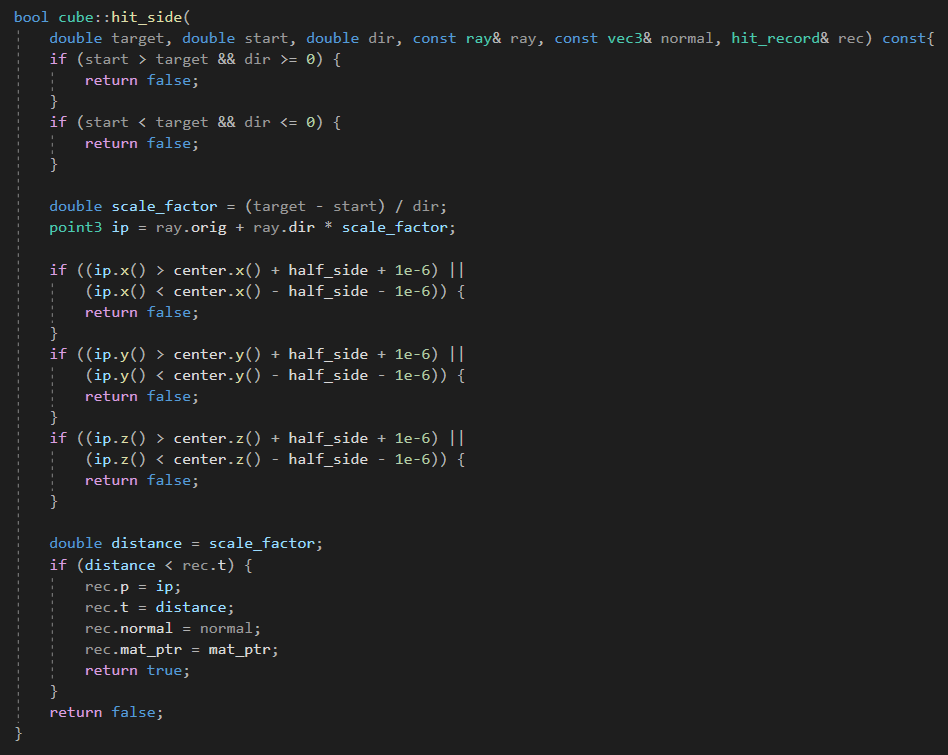 bool cube::hit_side(
    double target, double start, double dir, const ray& ray, const vec3& normal, hit_record& rec) const{
    if (start > target && dir >= 0) {
        return false;
    }
    if (start < target && dir <= 0) {
        return false;
    }

    double scale_factor = (target - start) / dir;
    point3 ip = ray.orig + ray.dir * scale_factor;

    if ((ip.x() > center.x() + half_side + 1e-6) ||
        (ip.x() < center.x() - half_side - 1e-6)) {
        return false;
    }
    if ((ip.y() > center.y() + half_side + 1e-6) ||
        (ip.y() < center.y() - half_side - 1e-6)) {
        return false;
    }
    if ((ip.z() > center.z() + half_side + 1e-6) ||
        (ip.z() < center.z() - half_side - 1e-6)) {
        return false;
    }

    double distance = scale_factor;
    if (distance < rec.t) {
        rec.p = ip;
        rec.t = distance;
        rec.normal = normal;
        rec.mat_ptr = mat_ptr;
        return true;
    }
    return false;
}